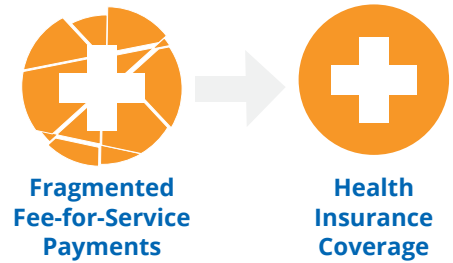 Fragmented
Fee-for-Service
Payments
Health
Insurance
Coverage